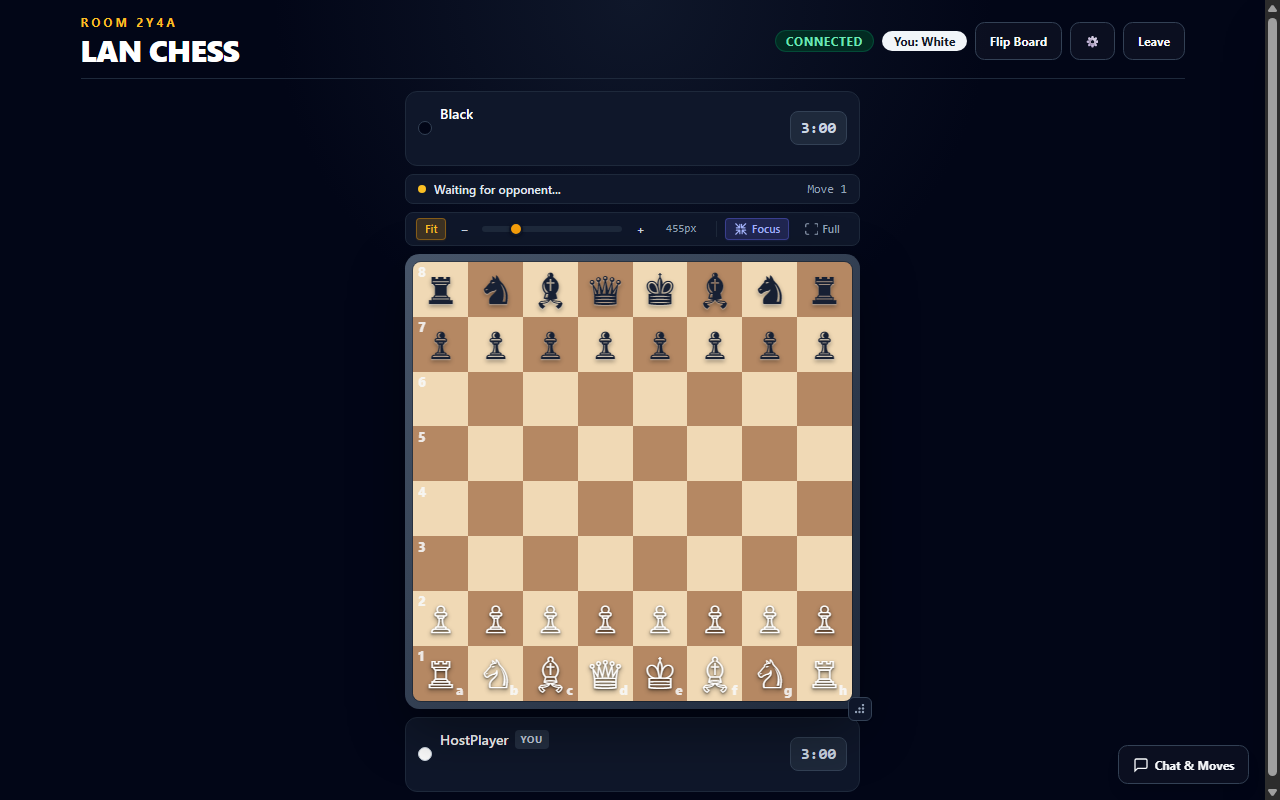 ROOM 2Y4A
LAN CHESS
CONNECTED
You: White
Flip Board
Leave
Black
3:00
Waiting for opponent...
Move 1
Fit
–
+
455px
Focus
Full
8
7
6
5
4
3
2
1
a b c d e f g h
HostPlayer YOU
3:00
Chat & Moves